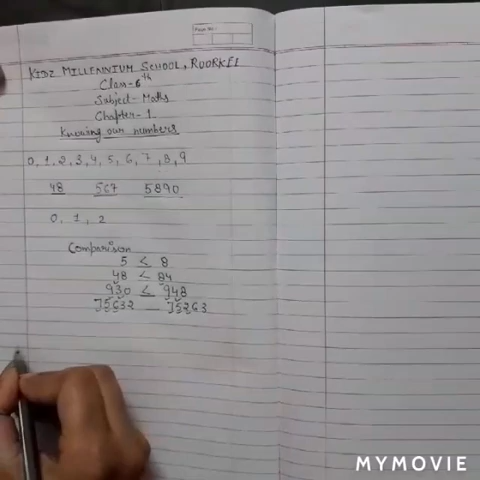 Page No.:
KIDZ MILLENNIUM SCHOOL, ROORKEE
Class-6th
Subject- Maths
Chapter-1
Knowing our numbers
0, 1, 2, 3, 4, 5, 6, 7, 8, 9
48 567 5890
0, 1, 2
Comparison
5 < 8
48 < 84
930 < 948
35632 35263
MYMOVIE